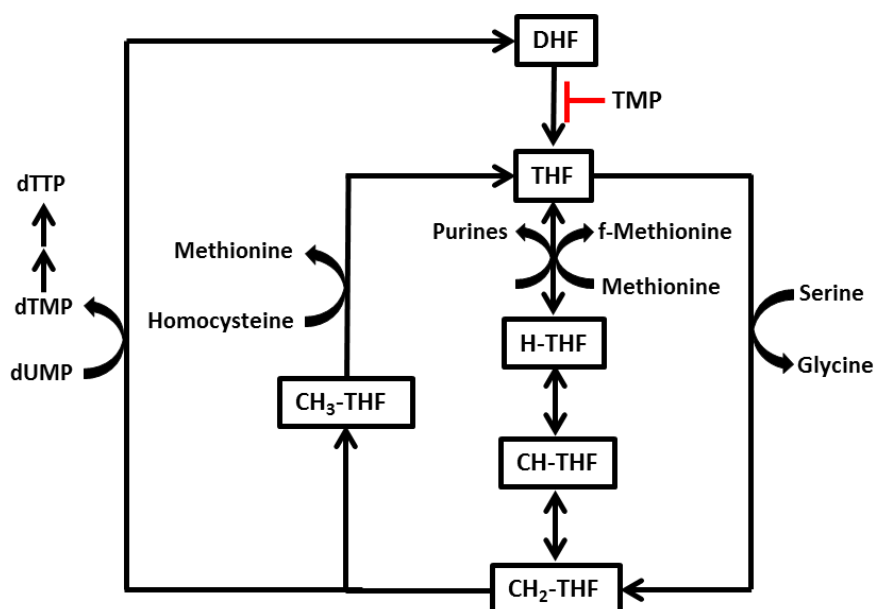 DHF
TMP
dTTP
THF
Purines
f-Methionine
Methionine
Methionine
Serine
dTMP
Homocysteine
H-THF
dUMP
Glycine
CH₃-THF
CH-THF
CH₂-THF